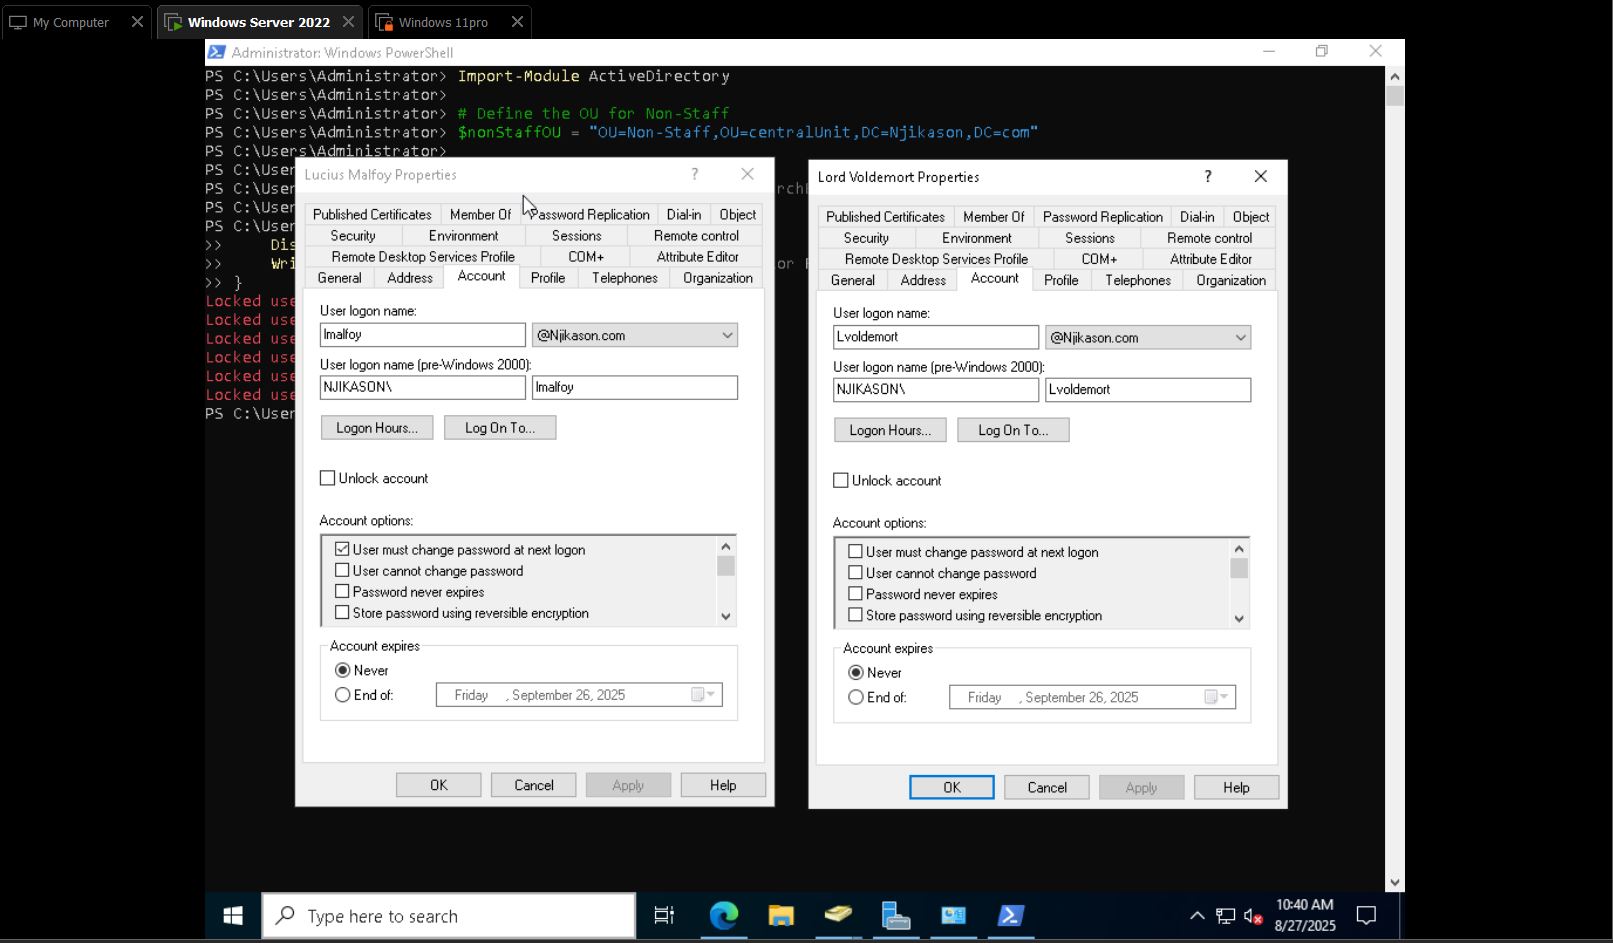 My Computer
Windows Server 2022
Windows 11pro
Administrator: Windows PowerShell
PS C:\Users\Administrator> Import-Module ActiveDirectory
PS C:\Users\Administrator>
PS C:\Users\Administrator> # Define the OU for Non-Staff
PS C:\Users\Administrator> $nonStaffOU = "OU=Non-Staff,OU=centralUnit,DC=Njikason,DC=com"
PS C:\Users\Administrator>
PS C:\User
PS C:\User
PS C:\User
PS C:\User
>> Dis
>> Wri or
>> }
Locked use
Locked use
Locked use
Locked use
Locked use
Locked use
PS C:\User
Lucius Malfoy Properties
?
Published Certificates Member Of Password Replication Dial-in Object
Security Environment Sessions Remote control
Remote Desktop Services Profile COM+ Attribute Editor
General Address Account Profile Telephones Organization
User logon name:
lmalfoy @Njikason.com
User logon name (pre-Windows 2000):
NJIKASON\ lmalfoy
Logon Hours... Log On To...
Unlock account
Account options:
User must change password at next logon
User cannot change password
Password never expires
Store password using reversible encryption
Account expires
Never
End of: Friday , September 26, 2025
OK Cancel Apply Help
Lord Voldemort Properties
?
Published Certificates Member Of Password Replication Dial-in Object
Security Environment Sessions Remote control
Remote Desktop Services Profile COM+ Attribute Editor
General Address Account Profile Telephones Organization
User logon name:
Lvoldemort @Njikason.com
User logon name (pre-Windows 2000):
NJIKASON\ Lvoldemort
Logon Hours... Log On To...
Unlock account
Account options:
User must change password at next logon
User cannot change password
Password never expires
Store password using reversible encryption
Account expires
Never
End of: Friday , September 26, 2025
OK Cancel Apply Help
Type here to search
10:40 AM
8/27/2025